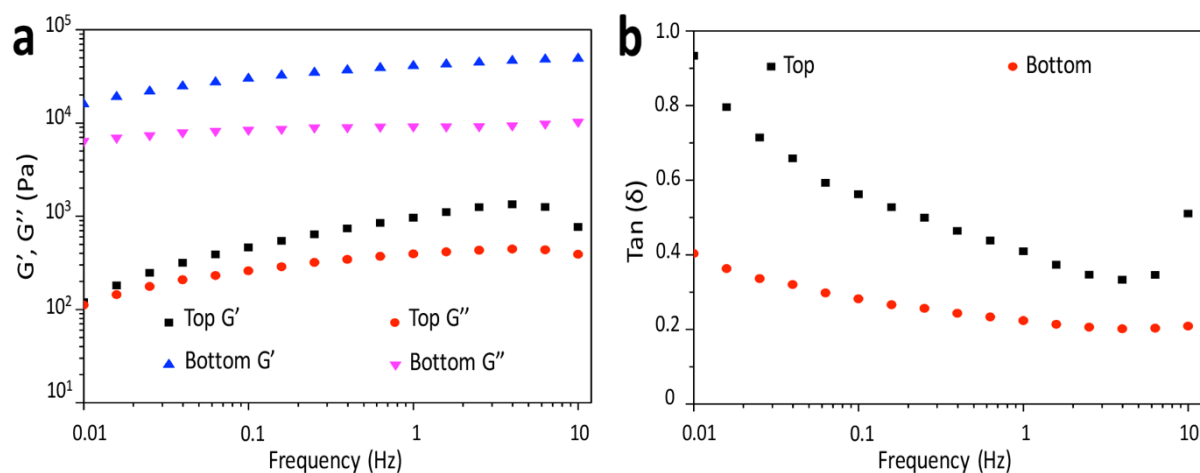 a
G’, G’’ (Pa)
10⁵
10⁴
10³
10²
10¹
Top G’
Top G’’
Bottom G’
Bottom G’’
0.01
0.1
1
10
Frequency (Hz)
b
Tan (δ)
1.0
0.8
0.6
0.4
0.2
0
Top
Bottom
0.01
0.1
1
10
Frequency (Hz)